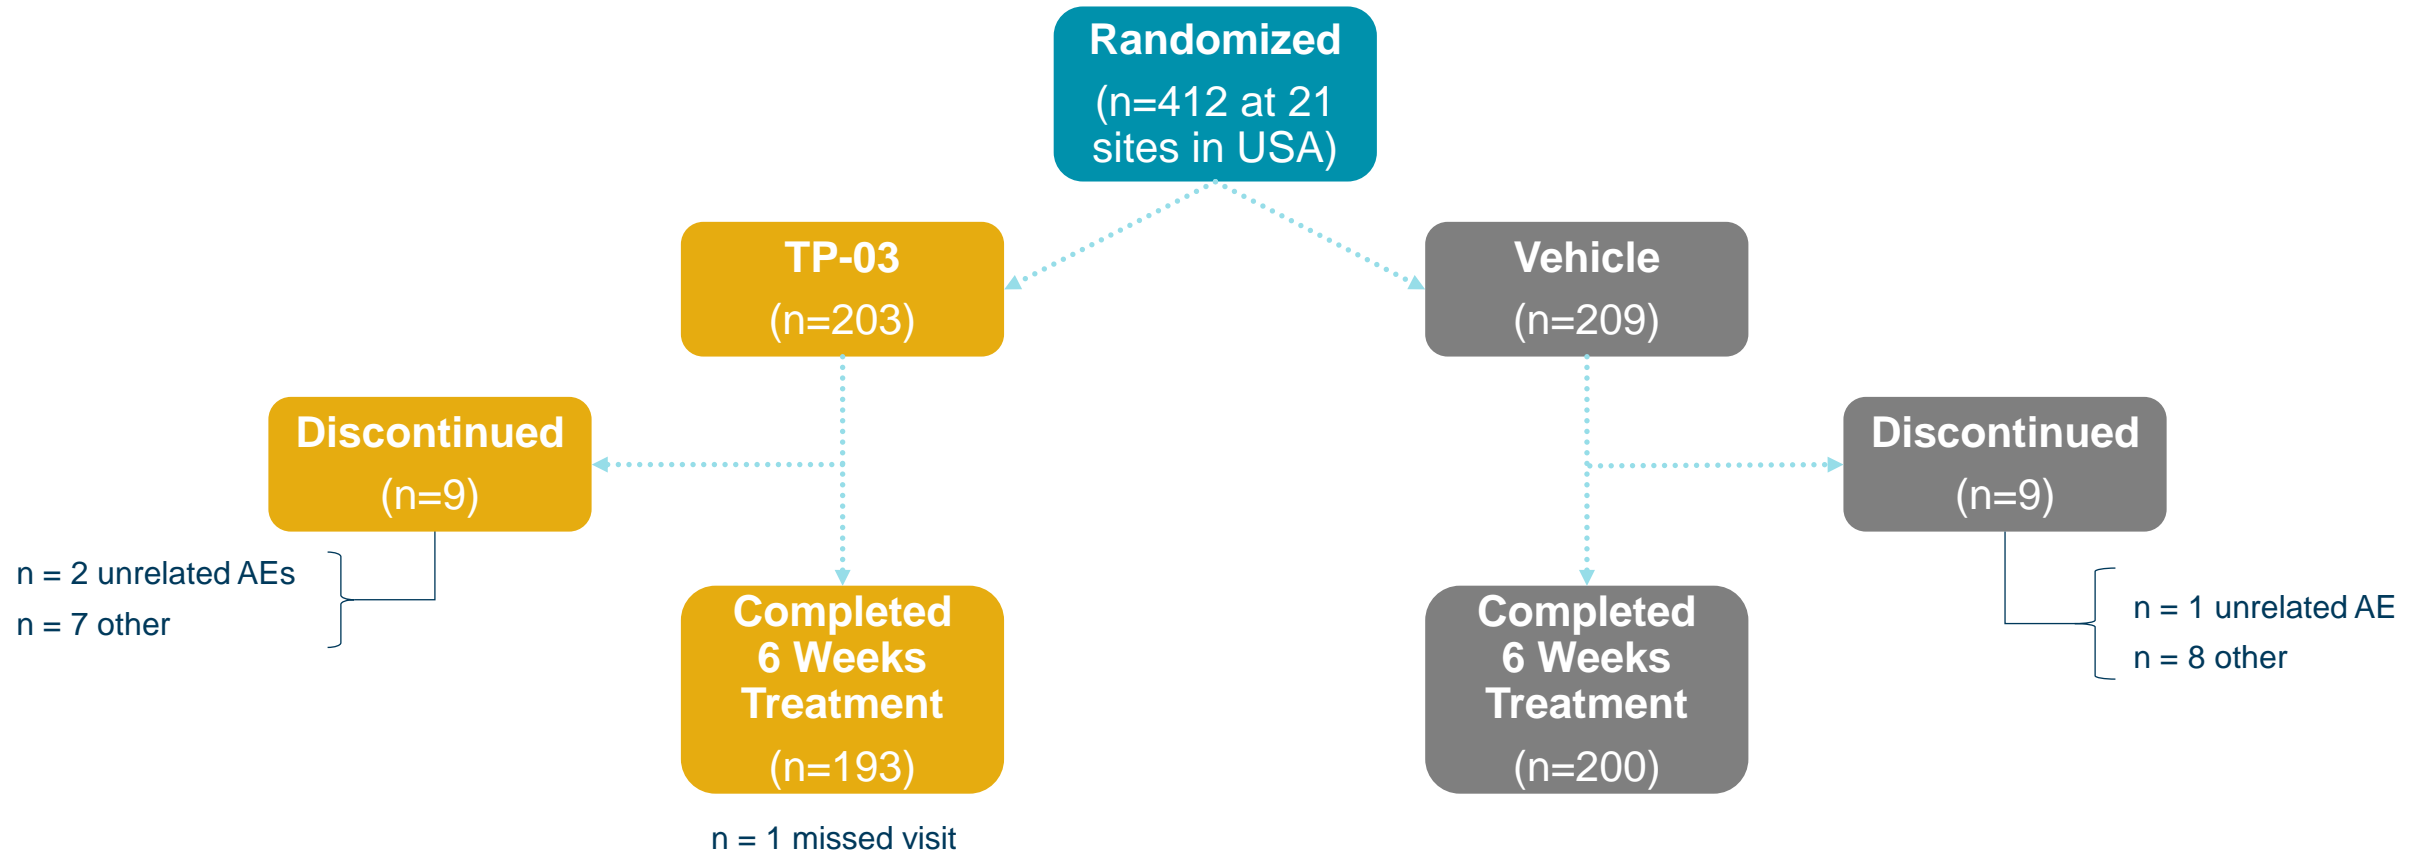 Randomized
(n=412 at 21
sites in USA)
TP-03
(n=203)
Vehicle
(n=209)
Discontinued
(n=9)
Discontinued
(n=9)
n = 2 unrelated AEs
n = 7 other
n = 1 unrelated AE
n = 8 other
Completed
6 Weeks
Treatment
(n=193)
Completed
6 Weeks
Treatment
(n=200)
n = 1 missed visit